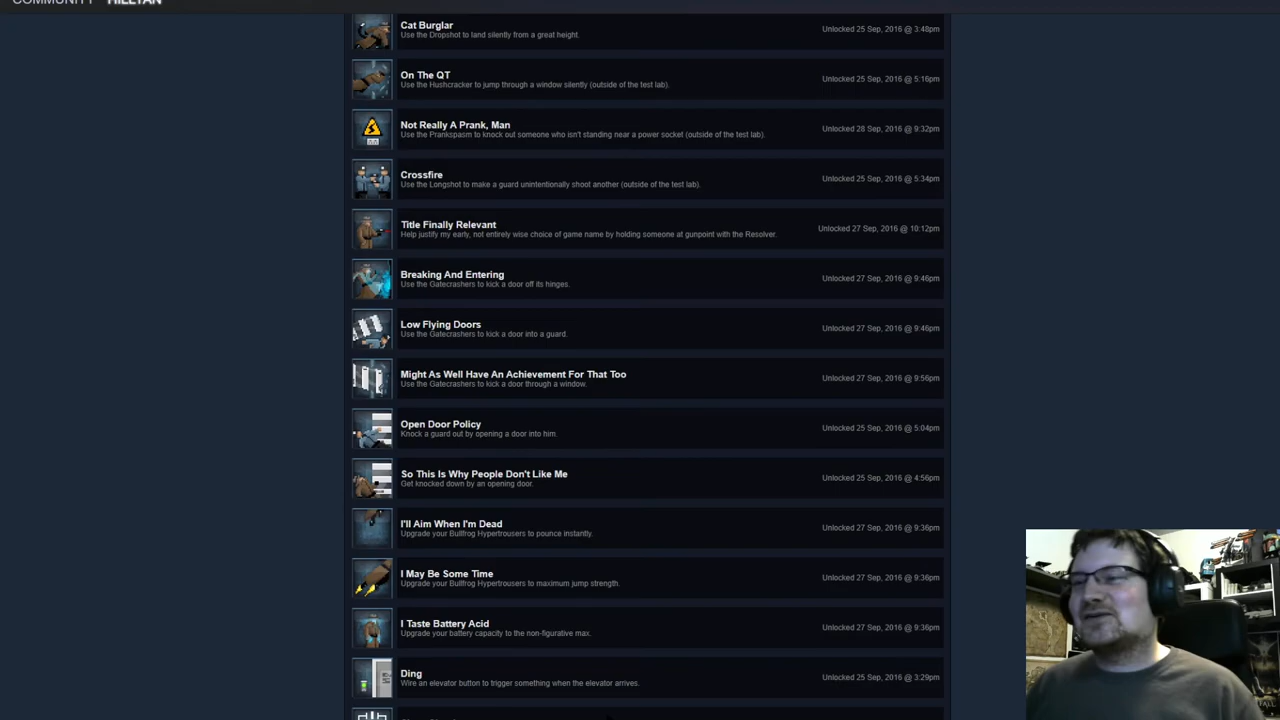 COMMUNITY HILLTAN
Cat Burglar
Use the Dropshot to land silently from a great height.
Unlocked 25 Sep, 2016 @ 3:48pm
On The QT
Use the Hushcracker to jump through a window silently (outside of the test lab).
Unlocked 25 Sep, 2016 @ 5:16pm
Not Really A Prank, Man
Use the Prankspasm to knock out someone who isn't standing near a power socket (outside of the test lab).
Unlocked 28 Sep, 2016 @ 9:32pm
Crossfire
Use the Longshot to make a guard unintentionally shoot another (outside of the test lab).
Unlocked 25 Sep, 2016 @ 5:34pm
Title Finally Relevant
Help justify my early, not entirely wise choice of game name by holding someone at gunpoint with the Resolver.
Unlocked 27 Sep, 2016 @ 10:12pm
Breaking And Entering
Use the Gatecrashers to kick a door off its hinges.
Unlocked 27 Sep, 2016 @ 9:46pm
Low Flying Doors
Use the Gatecrashers to kick a door into a guard.
Unlocked 27 Sep, 2016 @ 9:46pm
Might As Well Have An Achievement For That Too
Use the Gatecrashers to kick a door through a window.
Unlocked 27 Sep, 2016 @ 9:56pm
Open Door Policy
Knock a guard out by opening a door into him.
Unlocked 25 Sep, 2016 @ 5:04pm
So This Is Why People Don't Like Me
Get knocked down by an opening door.
Unlocked 25 Sep, 2016 @ 4:56pm
I'll Aim When I'm Dead
Upgrade your Bullfrog Hypertrousers to pounce instantly.
Unlocked 27 Sep, 2016 @ 9:36pm
I May Be Some Time
Upgrade your Bullfrog Hypertrousers to maximum jump strength.
Unlocked 27 Sep, 2016 @ 9:36pm
I Taste Battery Acid
Upgrade your battery capacity to the non-figurative max.
Unlocked 27 Sep, 2016 @ 9:36pm
Ding
Wire an elevator button to trigger something when the elevator arrives.
Unlocked 25 Sep, 2016 @ 3:29pm